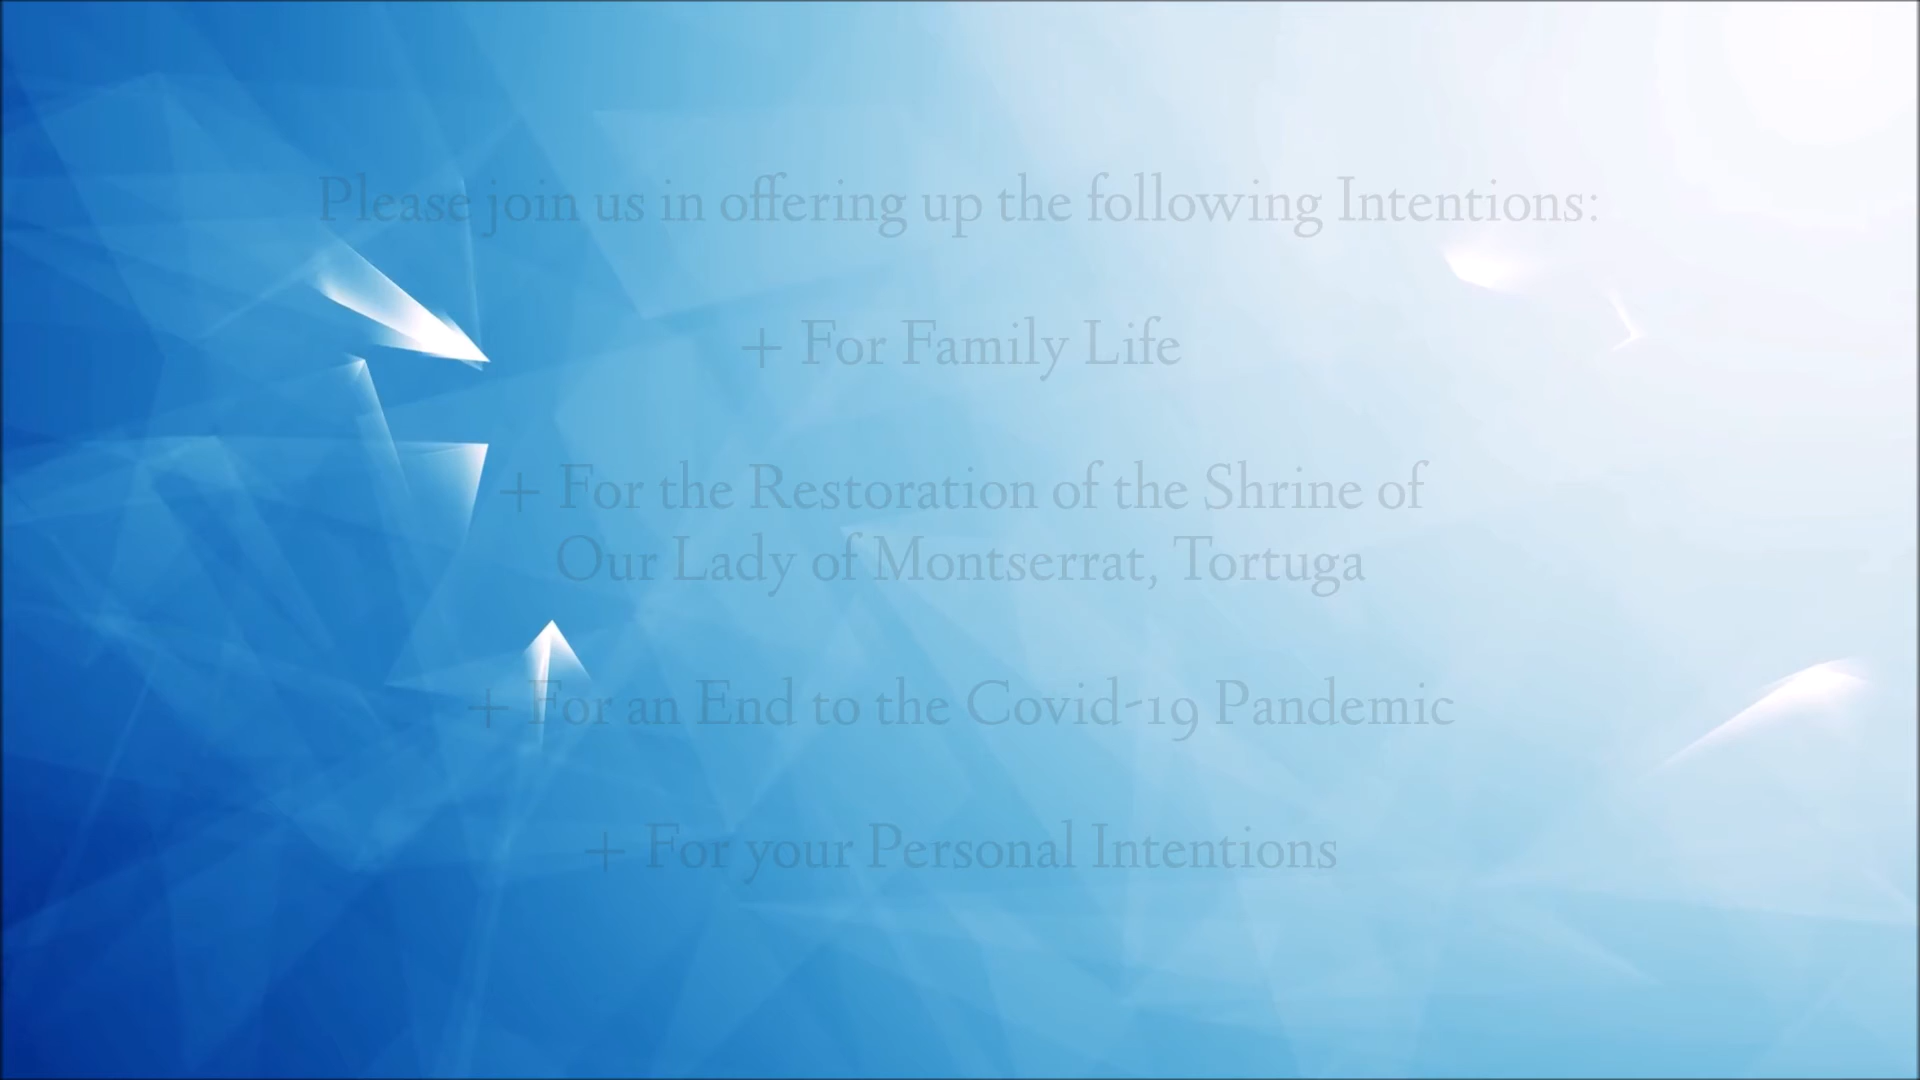 Please join us in offering up the following Intentions:
+ For Family Life
+ For the Restoration of the Shrine of
Our Lady of Montserrat, Tortuga
+ For an End to the Covid-19 Pandemic
+ For your Personal Intentions